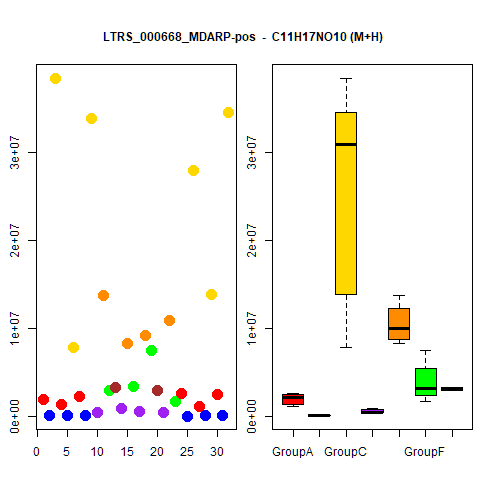 LTRS_000668_MDARP-pos - C11H17NO10 (M+H)
3e+07
2e+07
1e+07
0e+00
0 5 10 15 20 25 30
3e+07
2e+07
1e+07
0e+00
GroupA GroupC GroupF